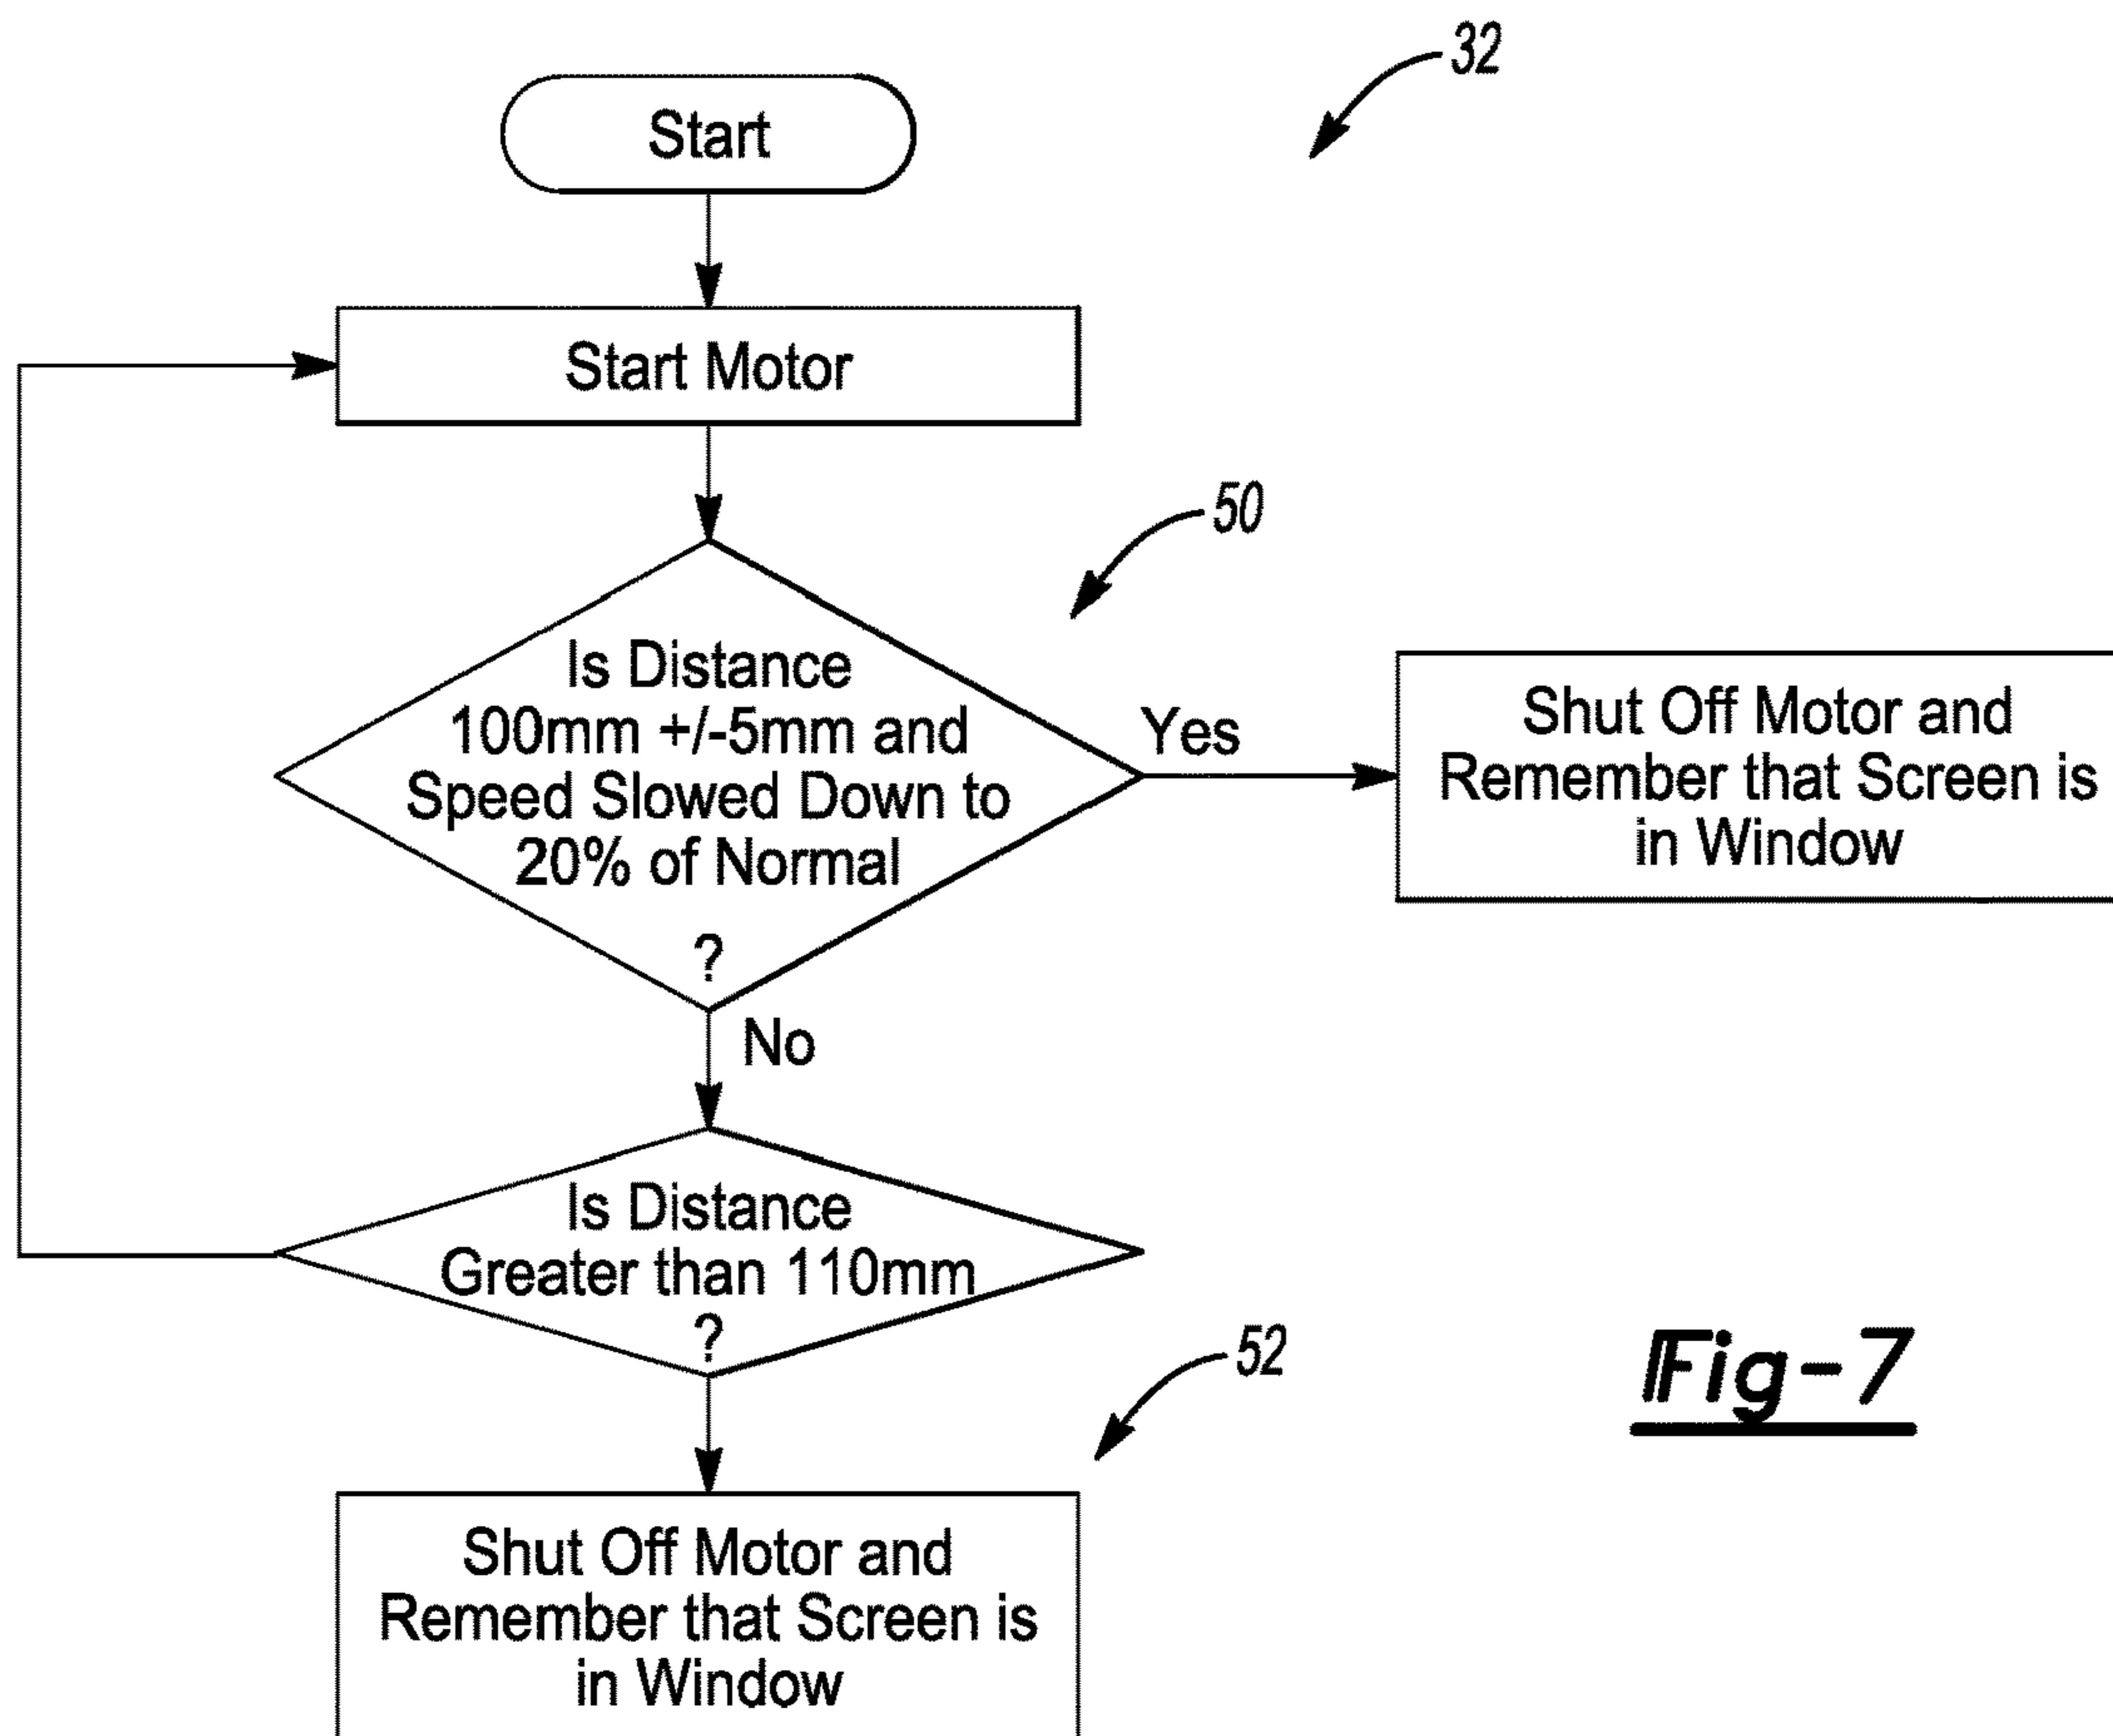 32
Start
Start Motor
50
Is Distance
100mm +/-5mm and
Speed Slowed Down to
20% of Normal
?
Yes
Shut Off Motor and
Remember that Screen is
in Window
No
Is Distance
Greater than 110mm
?
52
Shut Off Motor and
Remember that Screen is
in Window
Fig-7